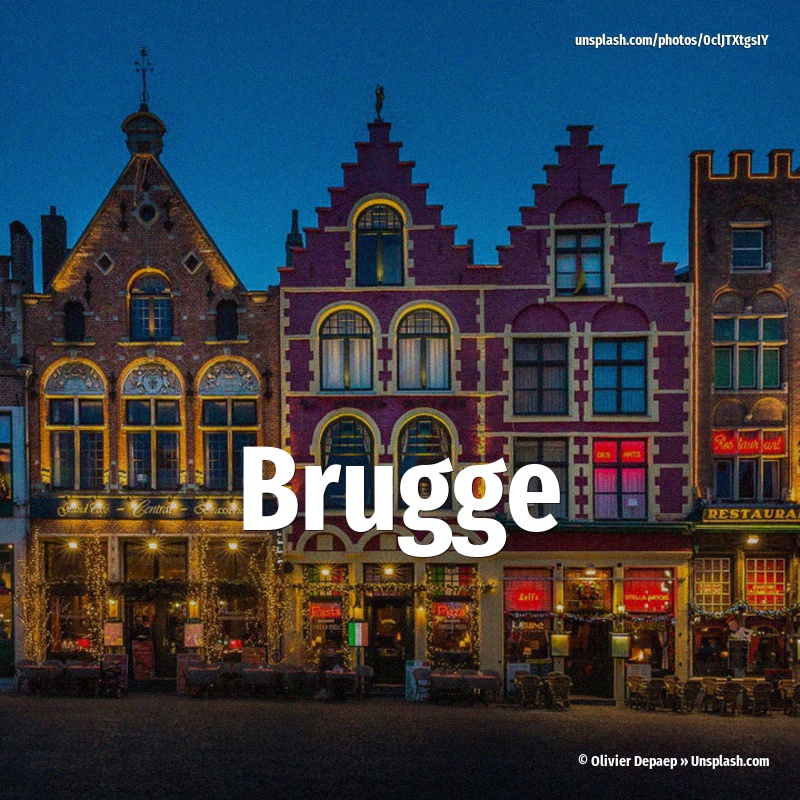 unsplash.com/photos/0cljTXtgsIY
DES ARTS
Restaurant
Brugge
Grand Café - Central - Brasserie
RESTAURA
Pasta
Pizza
Leffe
STELLA ARTOIS
© Olivier Depaep » Unsplash.com